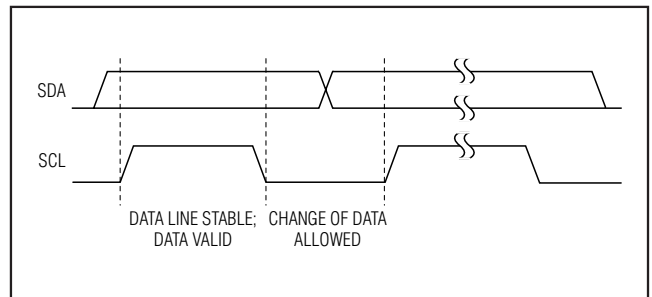 SDA
SCL
DATA LINE STABLE; CHANGE OF DATA
DATA VALID ALLOWED